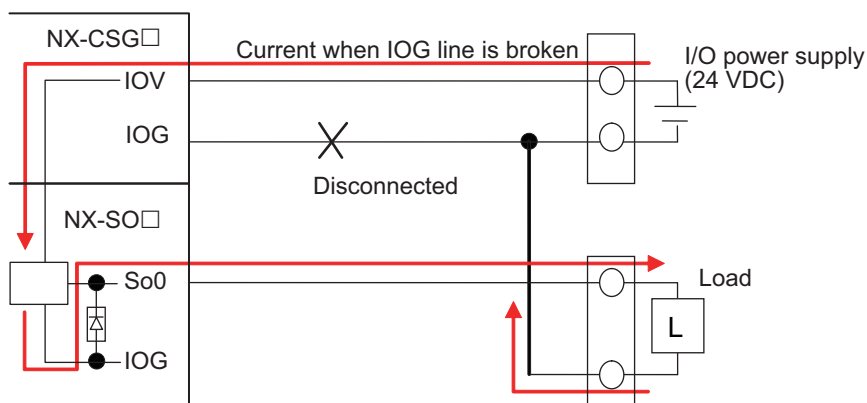 NX-CSG□
Current when IOG line is broken
I/O power supply
(24 VDC)
IOV
IOG
Disconnected
NX-SO□
So0
Load
L
IOG